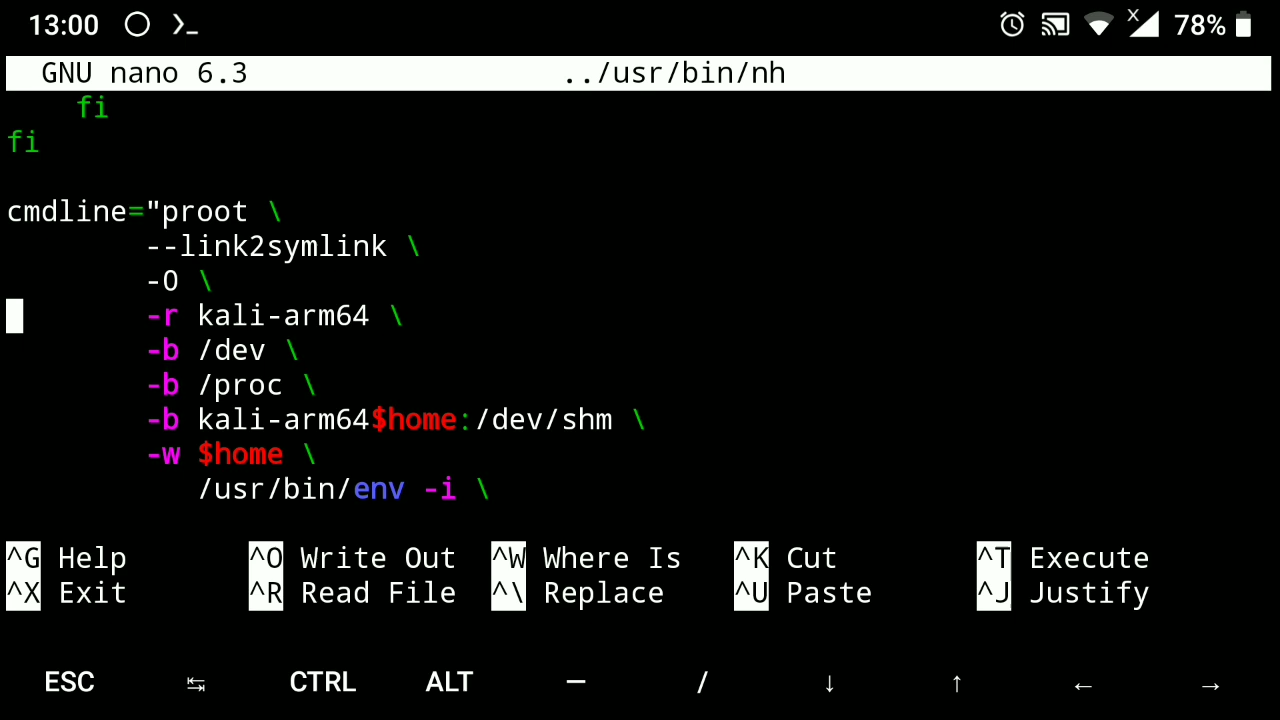 13:00 78%
GNU nano 6.3 ../usr/bin/nh
fi
fi
cmdline="proot \
--link2symlink \
-0 \
-r kali-arm64 \
-b /dev \
-b /proc \
-b kali-arm64$home:/dev/shm \
-w $home \
/usr/bin/env -i \
^G Help ^O Write Out ^W Where Is ^K Cut ^T Execute
^X Exit ^R Read File ^\ Replace ^U Paste ^J Justify
ESC ↹ CTRL ALT — / ↓ ↑ ← →